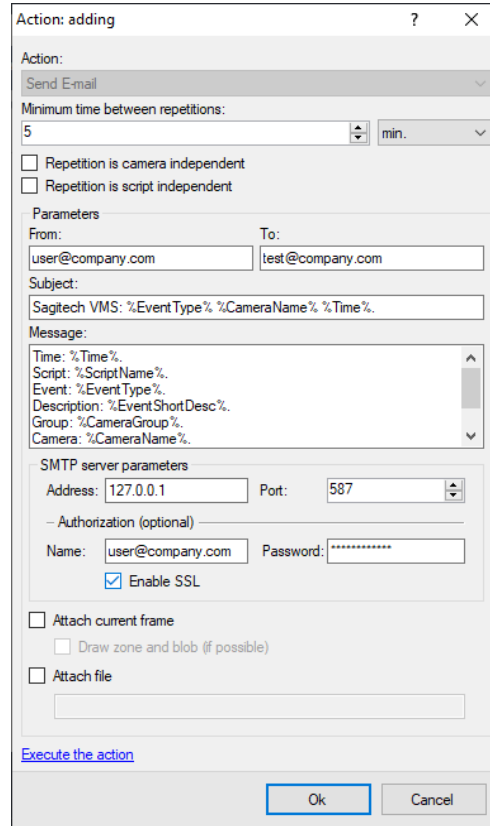 Action: adding
Action:
Send E-mail
Minimum time between repetitions:
5 min.
Repetition is camera independent
Repetition is script independent
Parameters
From: To:
user@company.com test@company.com
Subject:
Sagitech VMS: %EventType% %CameraName% %Time%.
Message:
Time: %Time%.
Script: %ScriptName%.
Event: %EventType%.
Description: %EventShortDesc%.
Group: %CameraGroup%.
Camera: %CameraName%.
SMTP server parameters
Address: 127.0.0.1 Port: 587
Authorization (optional)
Name: user@company.com Password: ************
Enable SSL
Attach current frame
Draw zone and blob (if possible)
Attach file
Execute the action
Ok Cancel